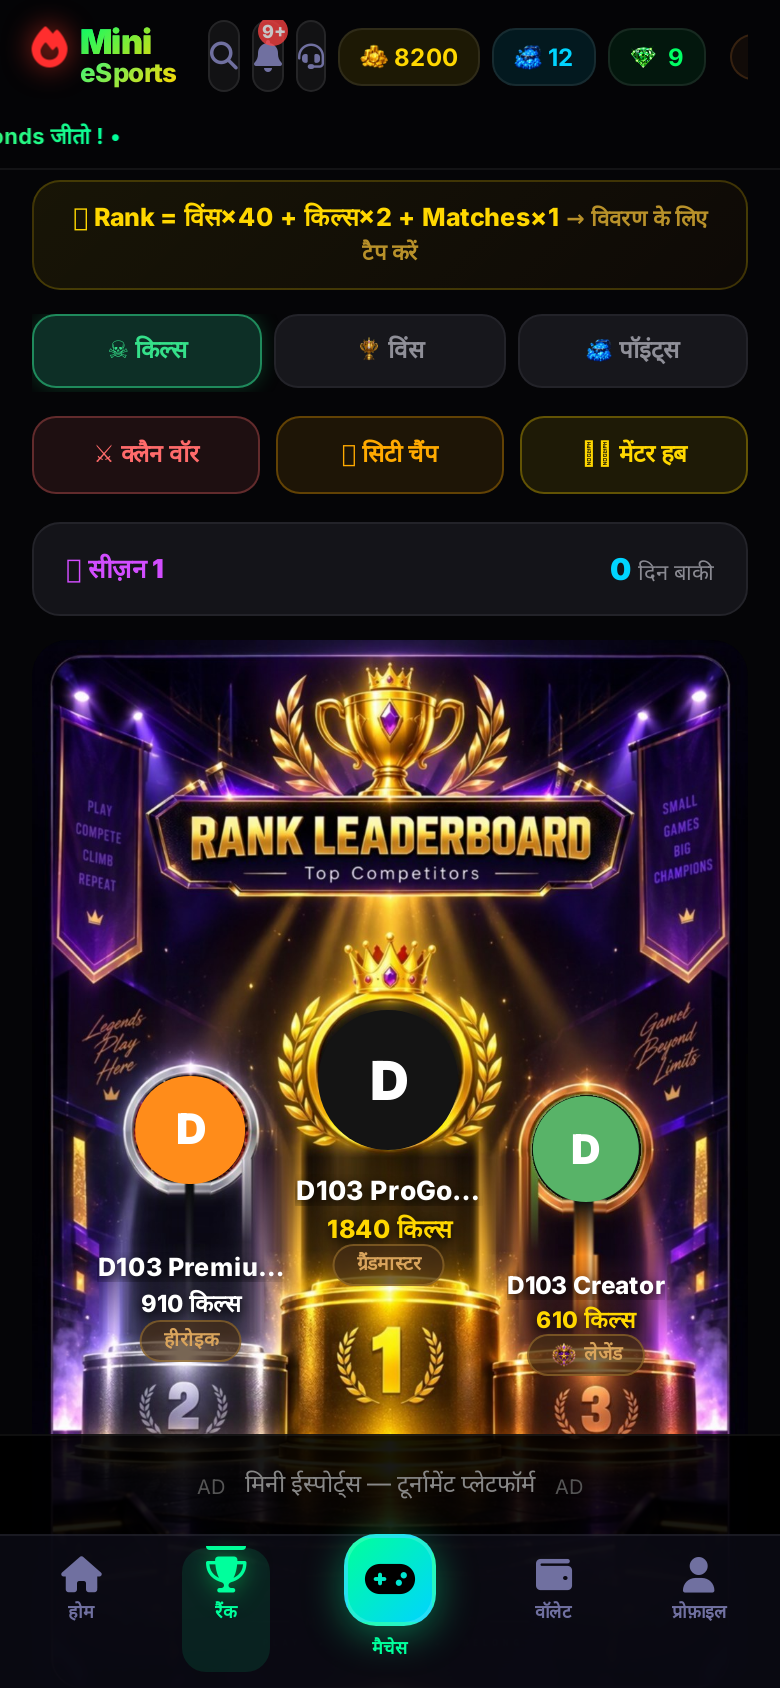 Mini
eSports
9+
8200
12
9
onds जीतो ! •
Rank = विंस×40 + किल्स×2 + Matches×1 → विवरण के लिए
टैप करें
किल्स
विंस
पॉइंट्स
क्लैन वॉर
सिटी चैंप
मेंटर हब
सीज़न 1
0 दिन बाकी
RANK LEADERBOARD
Top Competitors
PLAY
COMPETE
CLIMB
REPEAT
SMALL
GAMES
BIG
CHAMPIONS
Legends
Play
Here
Gamet
Beyond
Limits
D
D
D
D103 ProGo...
1840 किल्स
ग्रैंडमास्टर
D103 Premiu...
910 किल्स
हीरोइक
D103 Creator
610 किल्स
लेजेंड
1
2
3
AD मिनी ईस्पोर्ट्स — टूर्नामेंट प्लेटफॉर्म AD
होम
रैंक
मैचेस
वॉलेट
प्रोफ़ाइल